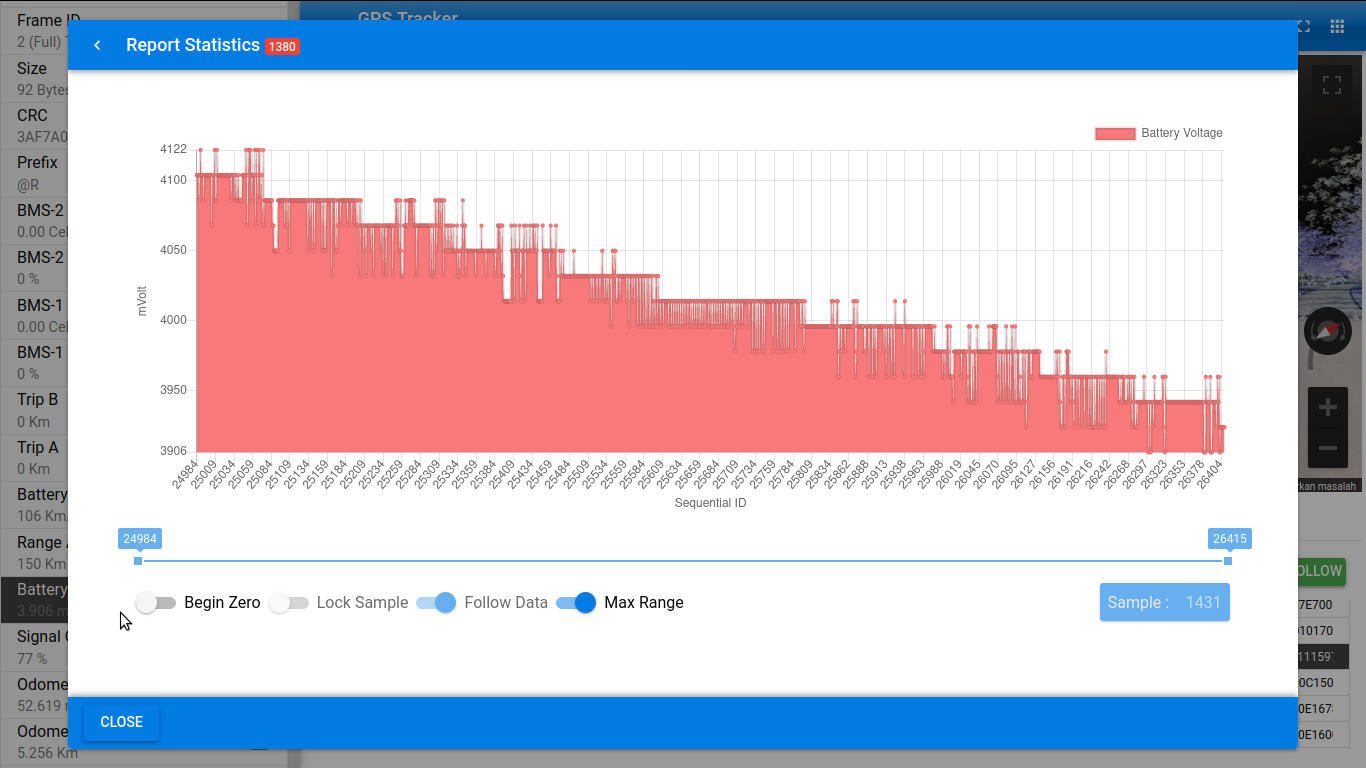 Frame ID
2 (Full)
Size
92 Bytes
CRC
3AF7A0
Prefix
@R
BMS-2
0.00 Cel
BMS-2
0 %
BMS-1
0.00 Cel
BMS-1
0 %
Trip B
0 Km
Trip A
0 Km
Battery
106 Km
Range
150 Km
Battery
3.906 m
Signal
77 %
Odome
52.619
Odome
5.256 Km
GPS Tracker
Report Statistics 1380
Battery Voltage
4122
4100
4050
4000
3950
3906
mVolt
24984 25009 25034 25059 25084 25109 25134 25159 25184 25209 25234 25259 25284 25309 25334 25359 25384 25409 25434 25459 25484 25509 25534 25559 25584 25609 25634 25659 25684 25709 25734 25759 25784 25809 25834 25862 25888 25913 25938 25963 25988 26019 26045 26070 26095 26127 26156 26191 26216 26242 26268 26297 26323 26353 26378 26404
Sequential ID
24984 26415
Begin Zero Lock Sample Follow Data Max Range Sample : 1431
CLOSE
rkan masalah
OLLOW
7E700
010170
11159
0C150
0E167
0E160